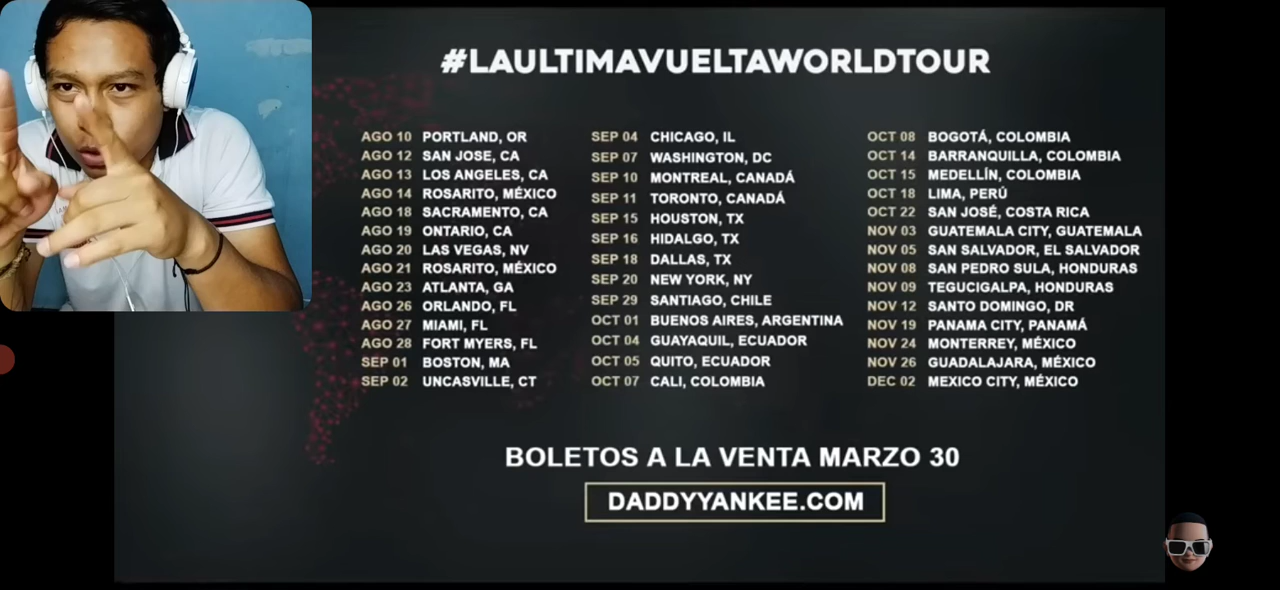 #LAULTIMAVUELTAWORLDTOUR
AGO 10 PORTLAND, OR
AGO 12 SAN JOSE, CA
AGO 13 LOS ANGELES, CA
AGO 14 ROSARITO, MÉXICO
AGO 18 SACRAMENTO, CA
AGO 19 ONTARIO, CA
AGO 20 LAS VEGAS, NV
AGO 21 ROSARITO, MÉXICO
AGO 23 ATLANTA, GA
AGO 26 ORLANDO, FL
AGO 27 MIAMI, FL
AGO 28 FORT MYERS, FL
SEP 01 BOSTON, MA
SEP 02 UNCASVILLE, CT
SEP 04 CHICAGO, IL
SEP 07 WASHINGTON, DC
SEP 10 MONTREAL, CANADÁ
SEP 11 TORONTO, CANADÁ
SEP 15 HOUSTON, TX
SEP 16 HIDALGO, TX
SEP 18 DALLAS, TX
SEP 20 NEW YORK, NY
SEP 29 SANTIAGO, CHILE
OCT 01 BUENOS AIRES, ARGENTINA
OCT 04 GUAYAQUIL, ECUADOR
OCT 05 QUITO, ECUADOR
OCT 07 CALI, COLOMBIA
OCT 08 BOGOTÁ, COLOMBIA
OCT 14 BARRANQUILLA, COLOMBIA
OCT 15 MEDELLÍN, COLOMBIA
OCT 18 LIMA, PERÚ
OCT 22 SAN JOSÉ, COSTA RICA
NOV 03 GUATEMALA CITY, GUATEMALA
NOV 05 SAN SALVADOR, EL SALVADOR
NOV 08 SAN PEDRO SULA, HONDURAS
NOV 09 TEGUCIGALPA, HONDURAS
NOV 12 SANTO DOMINGO, DR
NOV 19 PANAMA CITY, PANAMÁ
NOV 24 MONTERREY, MÉXICO
NOV 26 GUADALAJARA, MÉXICO
DEC 02 MEXICO CITY, MÉXICO
BOLETOS A LA VENTA MARZO 30
DADDYYANKEE.COM